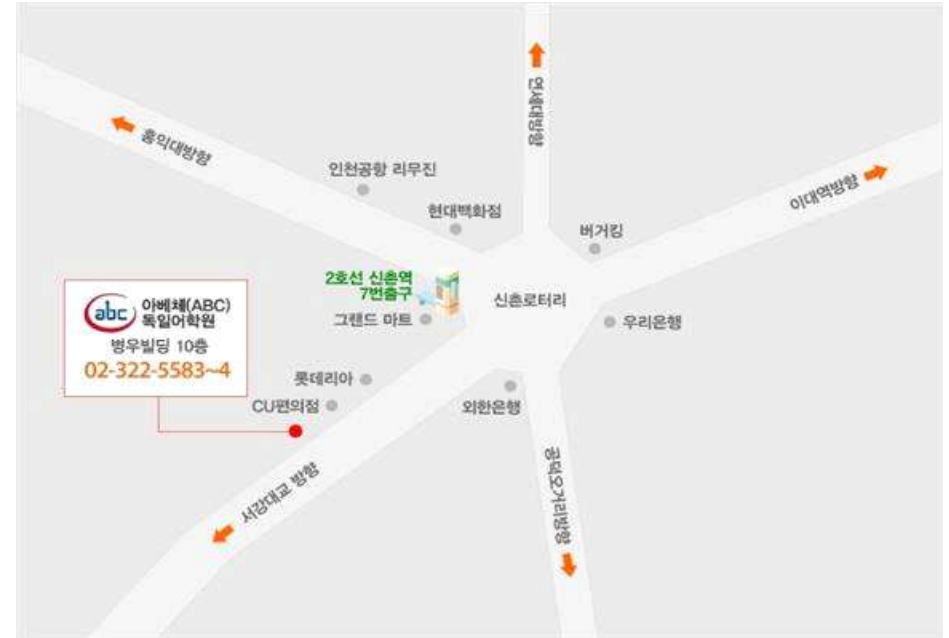 연세대방향
홍익대방향
이대역방향
인천공항 리무진
현대백화점
버거킹
2호선 신촌역
7번출구
신촌로터리
그랜드 마트
우리은행
abc
아베체(ABC)
독일어학원
병우빌딩 10층
02-322-5583~4
롯데리아
CU편의점
외한은행
서강대교 방향
공덕오거리방향